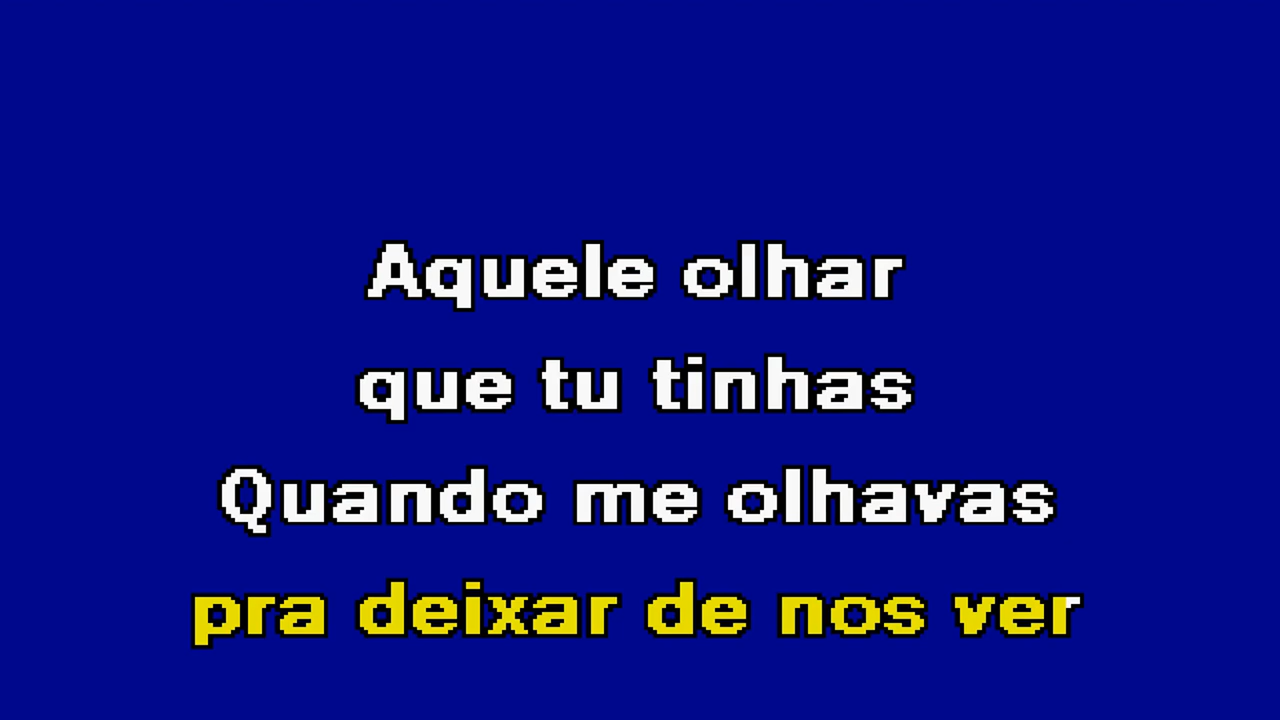 Aquele olhar
que tu tinhas
Quando me olhavas
pra deixar de nos ver